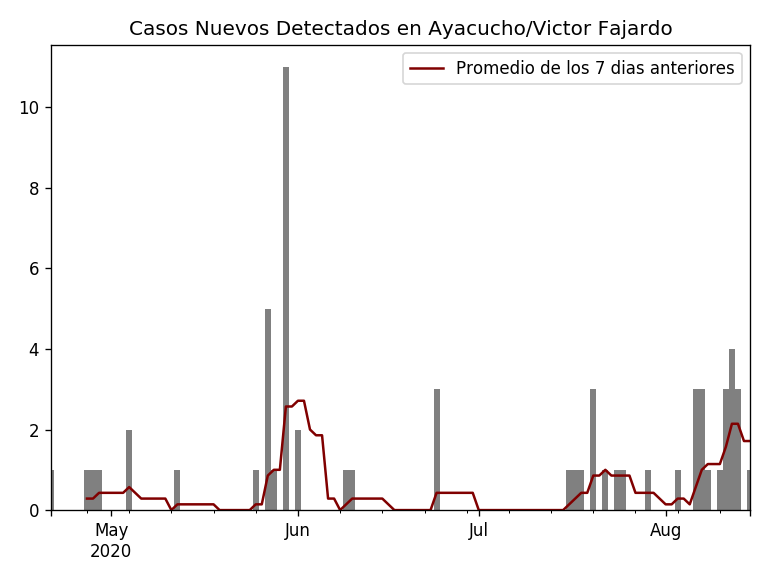 Casos Nuevos Detectados en Ayacucho/Victor Fajardo
Promedio de los 7 dias anteriores
10
8
6
4
2
0
May Jun Jul Aug
2020